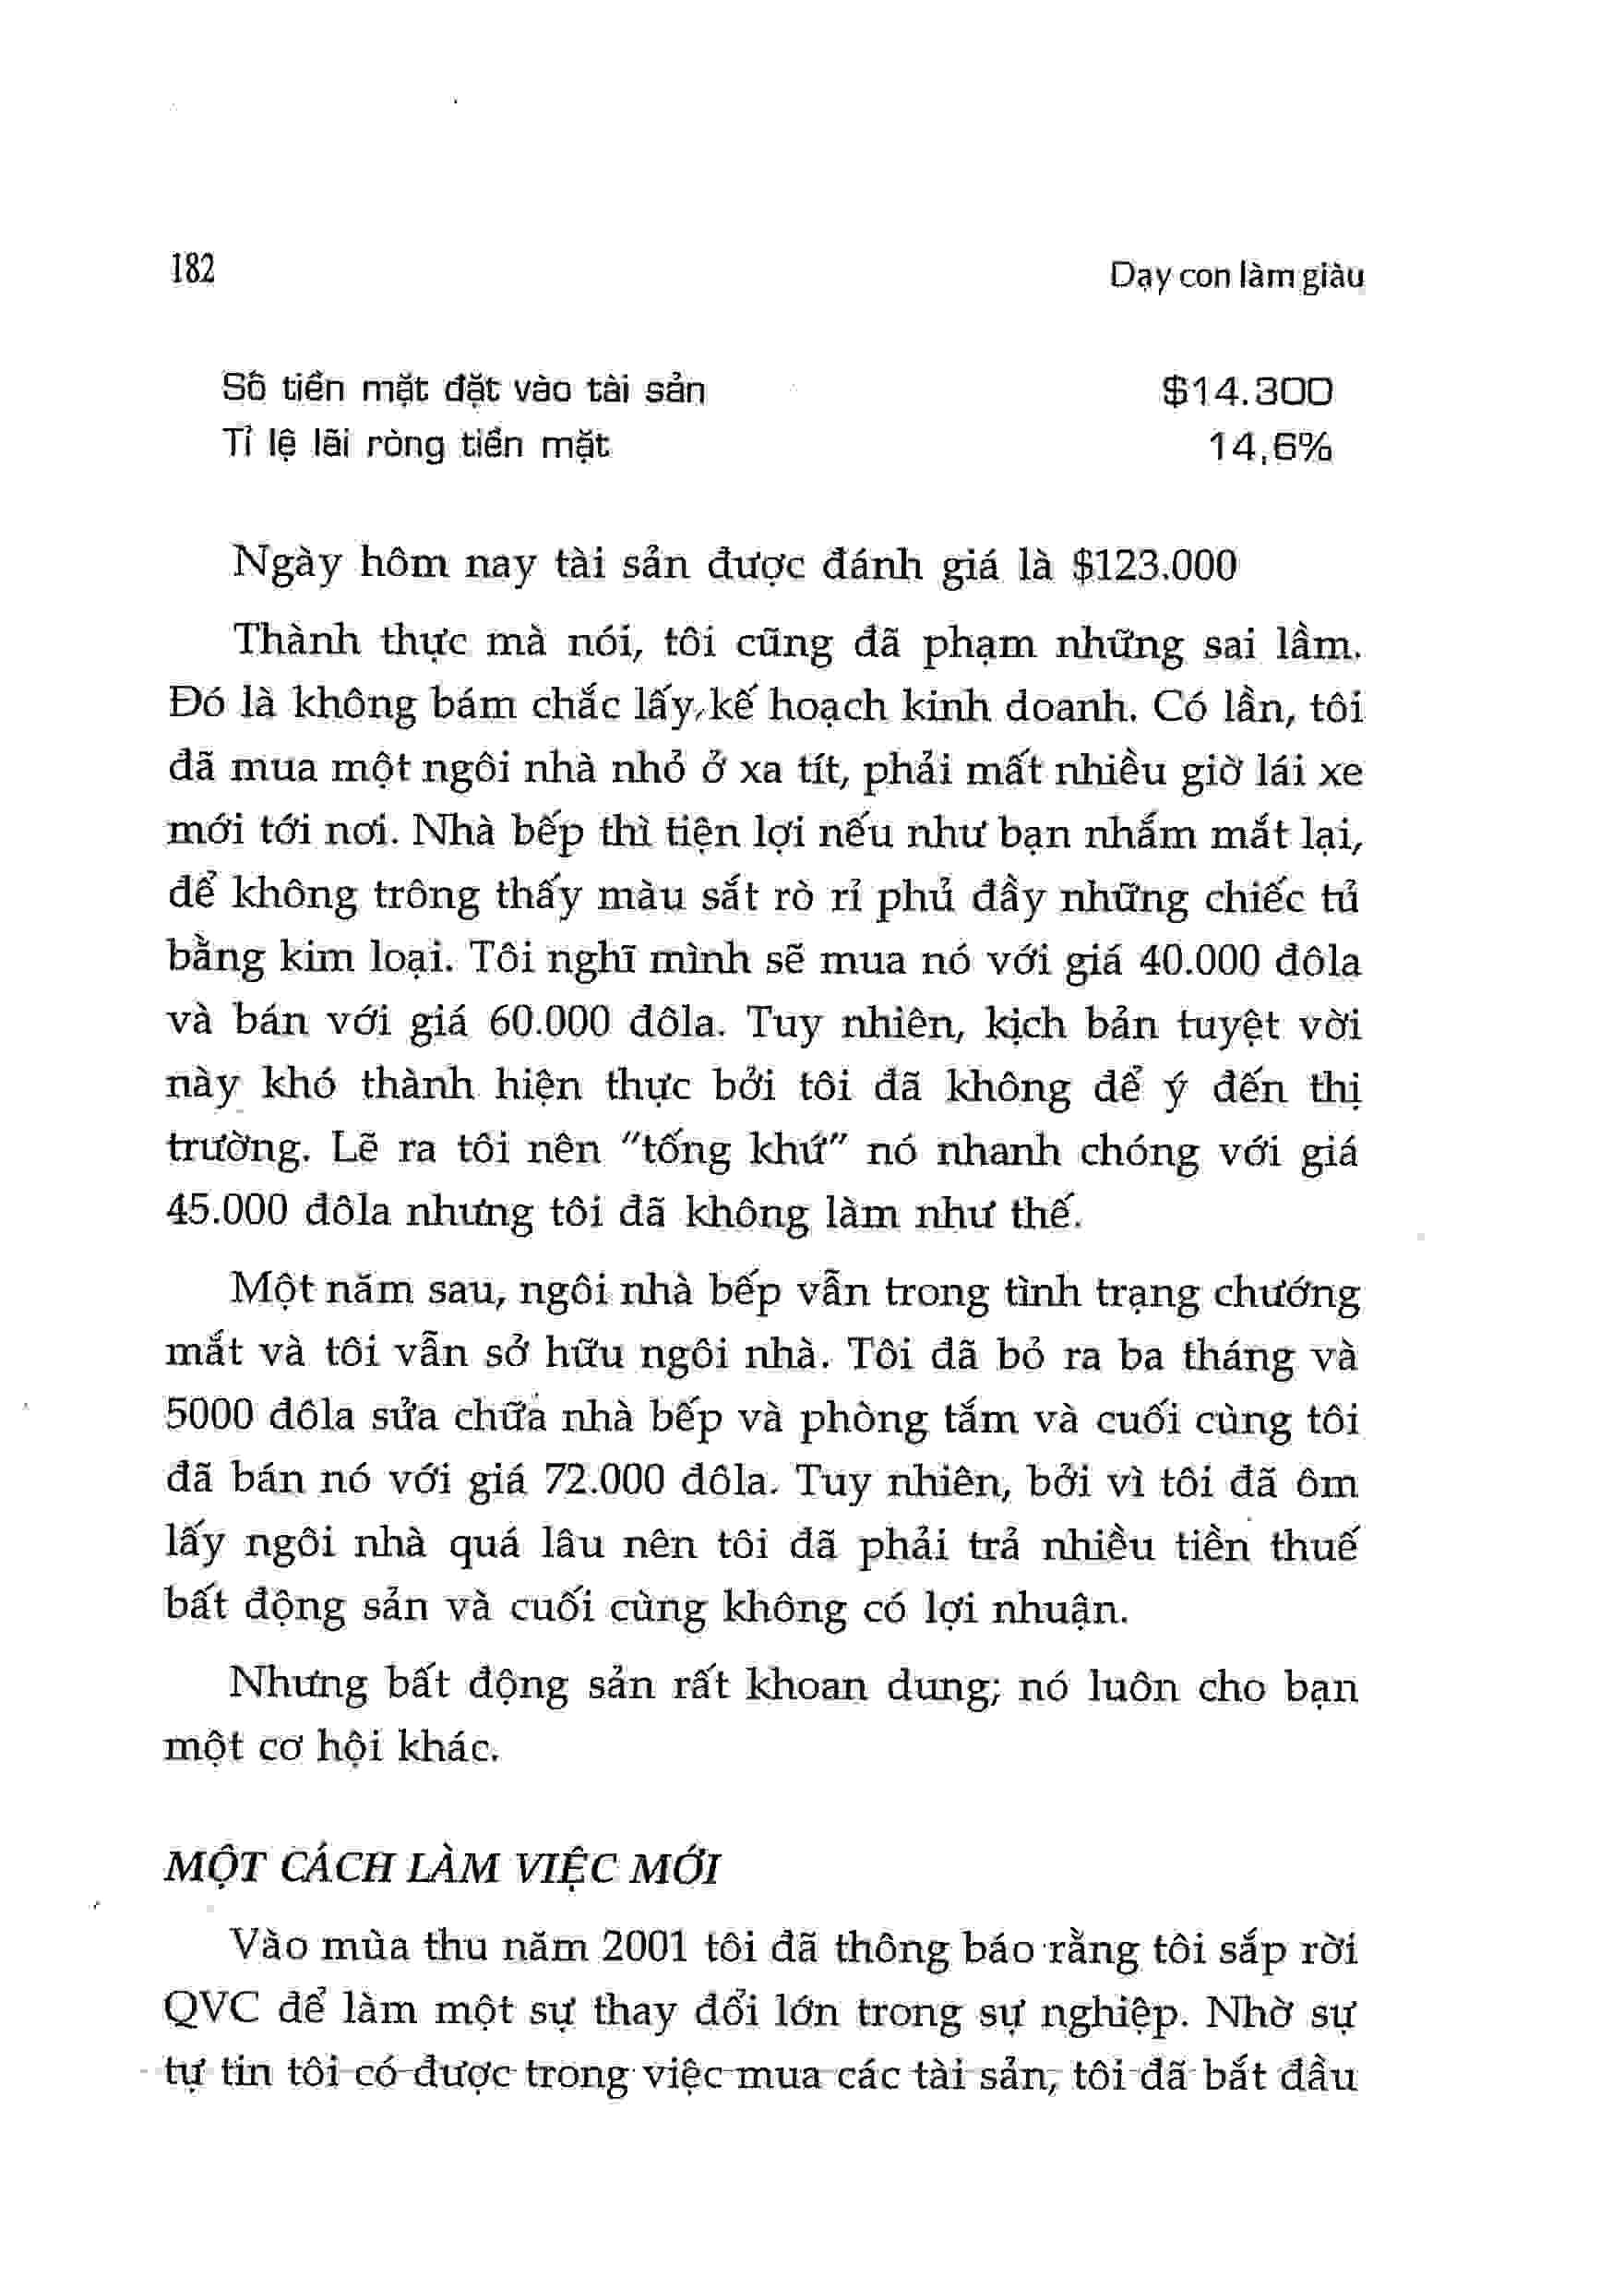 182 Dạy con làm giàu
Số tiền mặt đặt vào tài sản $14.300
Tỉ lệ lãi ròng tiền mặt 14,6%
Ngày hôm nay tài sản được đánh giá là $123.000
Thành thực mà nói, tôi cũng đã phạm những sai lầm.
Đó là không bám chắc lấy kế hoạch kinh doanh. Có lần, tôi
đã mua một ngôi nhà nhỏ ở xa tít, phải mất nhiều giờ lái xe
mới tới nơi. Nhà bếp thì tiện lợi nếu như bạn nhắm mắt lại,
để không trông thấy màu sắt rò rỉ phủ đầy những chiếc tủ
bằng kim loại. Tôi nghĩ mình sẽ mua nó với giá 40.000 đôla
và bán với giá 60.000 đôla. Tuy nhiên, kịch bản tuyệt vời
này khó thành hiện thực bởi tôi đã không để ý đến thị
trường. Lẽ ra tôi nên "tống khứ" nó nhanh chóng với giá
45.000 đôla nhưng tôi đã không làm như thế.
Một năm sau, ngôi nhà bếp vẫn trong tình trạng chướng
mắt và tôi vẫn sở hữu ngôi nhà. Tôi đã bỏ ra ba tháng và
5000 đôla sửa chữa nhà bếp và phòng tắm và cuối cùng tôi
đã bán nó với giá 72.000 đôla. Tuy nhiên, bởi vì tôi đã ôm
lấy ngôi nhà quá lâu nên tôi đã phải trả nhiều tiền thuế
bất động sản và cuối cùng không có lợi nhuận.
Nhưng bất động sản rất khoan dung; nó luôn cho bạn
một cơ hội khác.
MỘT CÁCH LÀM VIỆC MỚI
Vào mùa thu năm 2001 tôi đã thông báo rằng tôi sắp rời
QVC để làm một sự thay đổi lớn trong sự nghiệp. Nhờ sự
tự tin tôi có được trong việc mua các tài sản, tôi đã bắt đầu